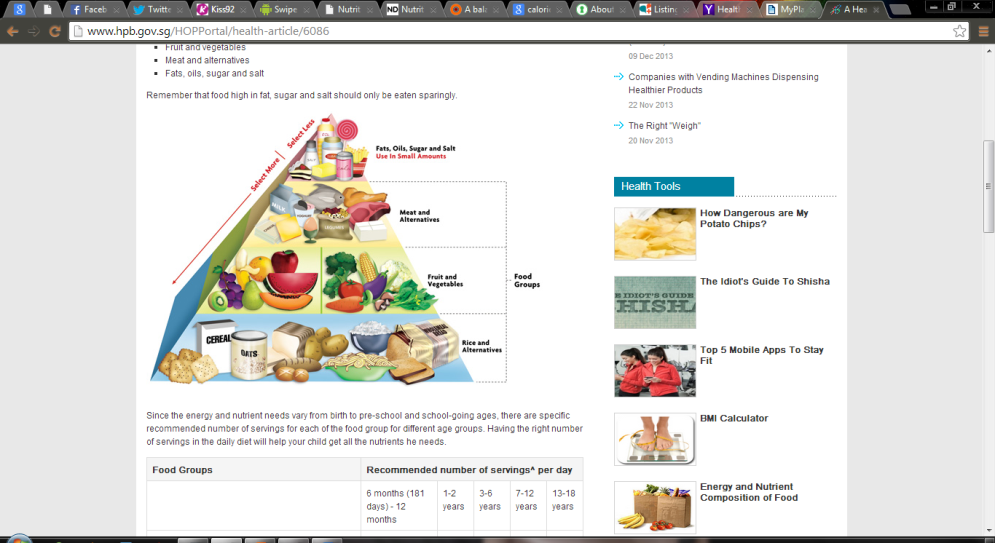 Faceb
Twitte
Kiss92
Swipe
Nutrit
ND Nutrit
A bala
calori
About
Listing
Healt
MyPla
A Hea
www.hpb.gov.sg/HOPPortal/health-article/6086
Fruit and vegetables
Meat and alternatives
Fats, oils, sugar and salt
Remember that food high in fat, sugar and salt should only be eaten sparingly.
Select Less
Select More
Fats, Oils, Sugar and Salt
Use In Small Amounts
MILK
Meat and
Alternatives
Fruit and
Vegetables
Food
Groups
CEREAL
OATS
Rice and
Alternatives
Since the energy and nutrient needs vary from birth to pre-school and school-going ages, there are specific
recommended number of servings for each of the food group for different age groups. Having the right number
of servings in the daily diet will help your child get all the nutrients he needs.
Food Groups
Recommended number of servings^ per day
6 months (181
days) - 12
months
1-2
years
3-6
years
7-12
years
13-18
years
09 Dec 2013
Companies with Vending Machines Dispensing
Healthier Products
22 Nov 2013
The Right "Weigh"
20 Nov 2013
Health Tools
How Dangerous are My
Potato Chips?
E IDIOT'S GUIDE
HISHA
The Idiot's Guide To Shisha
Top 5 Mobile Apps To Stay
Fit
BMI Calculator
Energy and Nutrient
Composition of Food